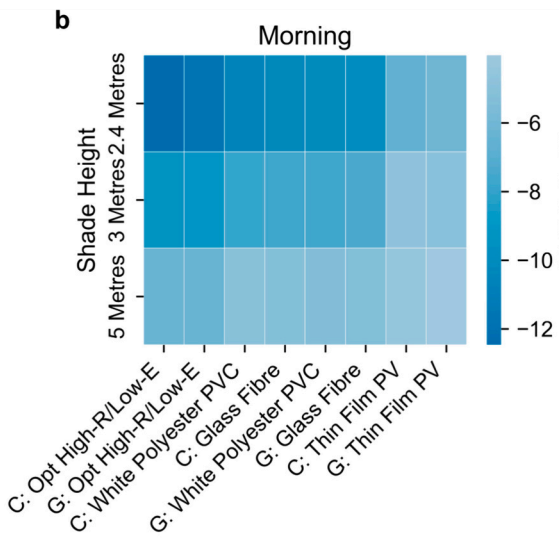 b
Morning
Shade Height
2.4 Metres
3 Metres
5 Metres
−6
−8
−10
−12
C: Opt High-R/Low-E
G: Opt High-R/Low-E
C: White Polyester PVC
C: Glass Fibre
G: White Polyester PVC
G: Glass Fibre
C: Thin Film PV
G: Thin Film PV